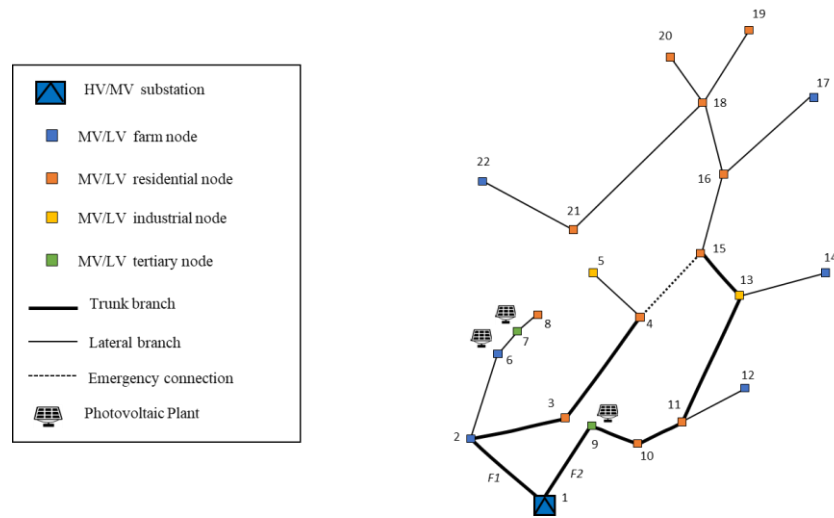 HV/MV substation
MV/LV farm node
MV/LV residential node
MV/LV industrial node
MV/LV tertiary node
Trunk branch
Lateral branch
Emergency connection
Photovoltaic Plant
19
20
17
18
22
16
21
15
5
14
13
8
4
7
6
12
3
11
2
9
10
F1
F2
1